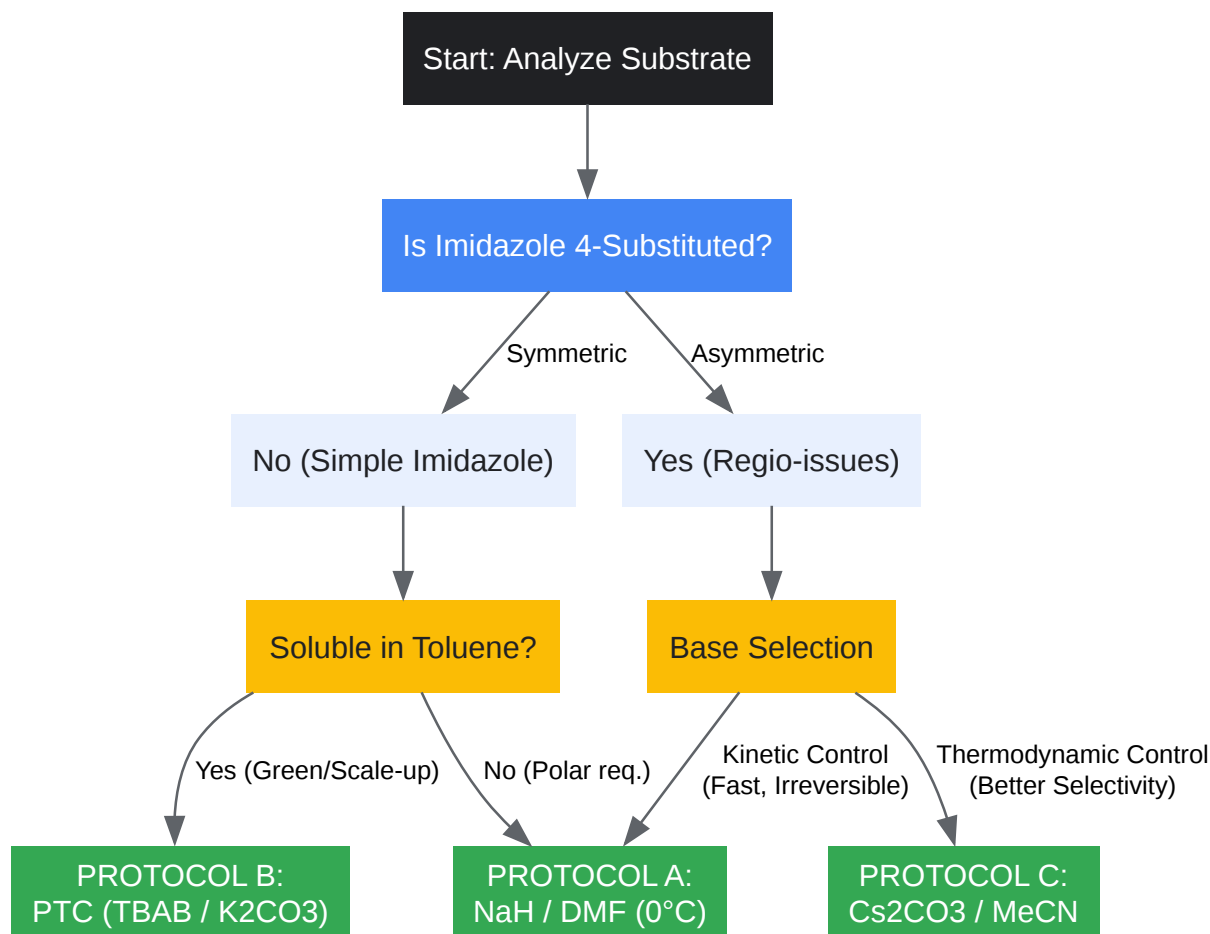 Start: Analyze Substrate
Is Imidazole 4-Substituted?
Symmetric
Asymmetric
No (Simple Imidazole)
Yes (Regio-issues)
Soluble in Toluene?
Base Selection
Yes (Green/Scale-up)
No (Polar req.)
Kinetic Control
(Fast, Irreversible)
Thermodynamic Control
(Better Selectivity)
PROTOCOL B:
PTC (TBAB / K2CO3)
PROTOCOL A:
NaH / DMF (0°C)
PROTOCOL C:
Cs2CO3 / MeCN